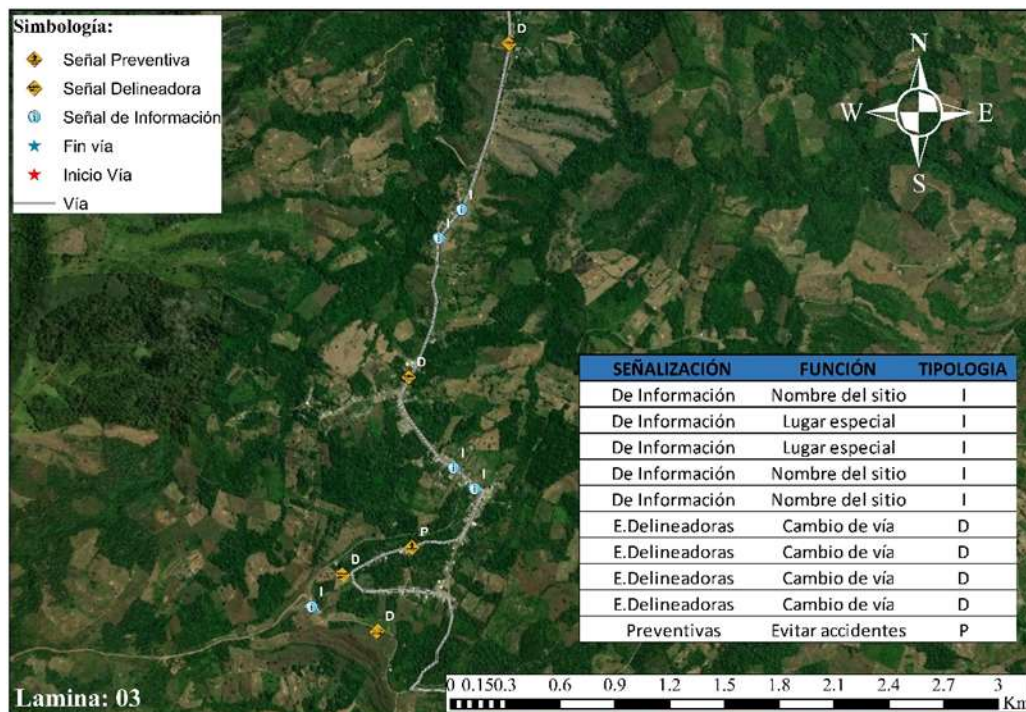 Simbología:
Señal Preventiva
Señal Delineadora
Señal de Información
Fin vía
Inicio Vía
Vía
D
N
W E
S
I
I
D
I
I
P
D
I
D
SEÑALIZACIÓN FUNCIÓN TIPOLOGIA
De Información Nombre del sitio I
De Información Lugar especial I
De Información Lugar especial I
De Información Nombre del sitio I
De Información Nombre del sitio I
E.Delineadoras Cambio de vía D
E.Delineadoras Cambio de vía D
E.Delineadoras Cambio de vía D
E.Delineadoras Cambio de vía D
Preventivas Evitar accidentes P
Lamina: 03
0 0.150.3 0.6 0.9 1.2 1.5 1.8 2.1 2.4 2.7 3
Km